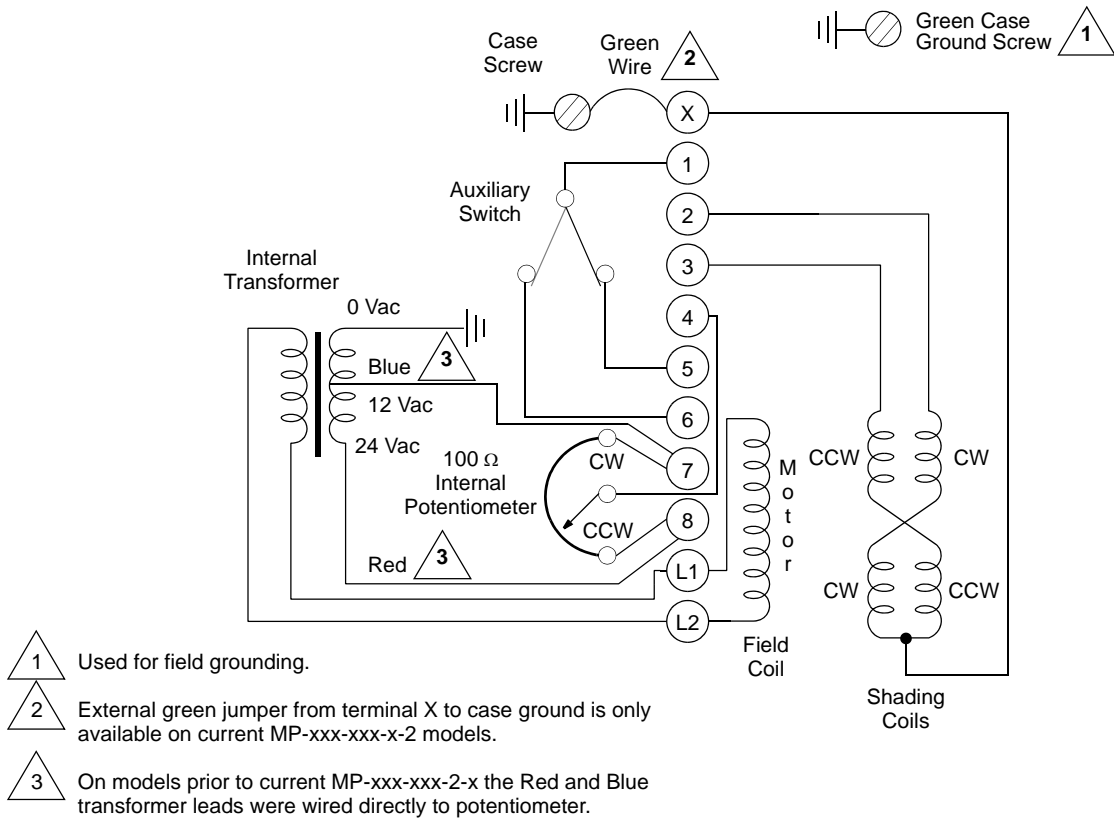 Green Case
Ground Screw
1
Case
Screw
Green
Wire
2
X
1
Auxiliary
Switch
2
3
Internal
Transformer
0 Vac
4
Blue
3
5
12 Vac
6
24 Vac
100 Ω
Internal
Potentiometer
CW
7
CCW
8
Motor
CCW
CW
Red
3
L1
CW
CCW
L2
Field
Coil
Shading
Coils
1
Used for field grounding.
2
External green jumper from terminal X to case ground is only
available on current MP-xxx-xxx-x-2 models.
3
On models prior to current MP-xxx-xxx-2-x the Red and Blue
transformer leads were wired directly to potentiometer.